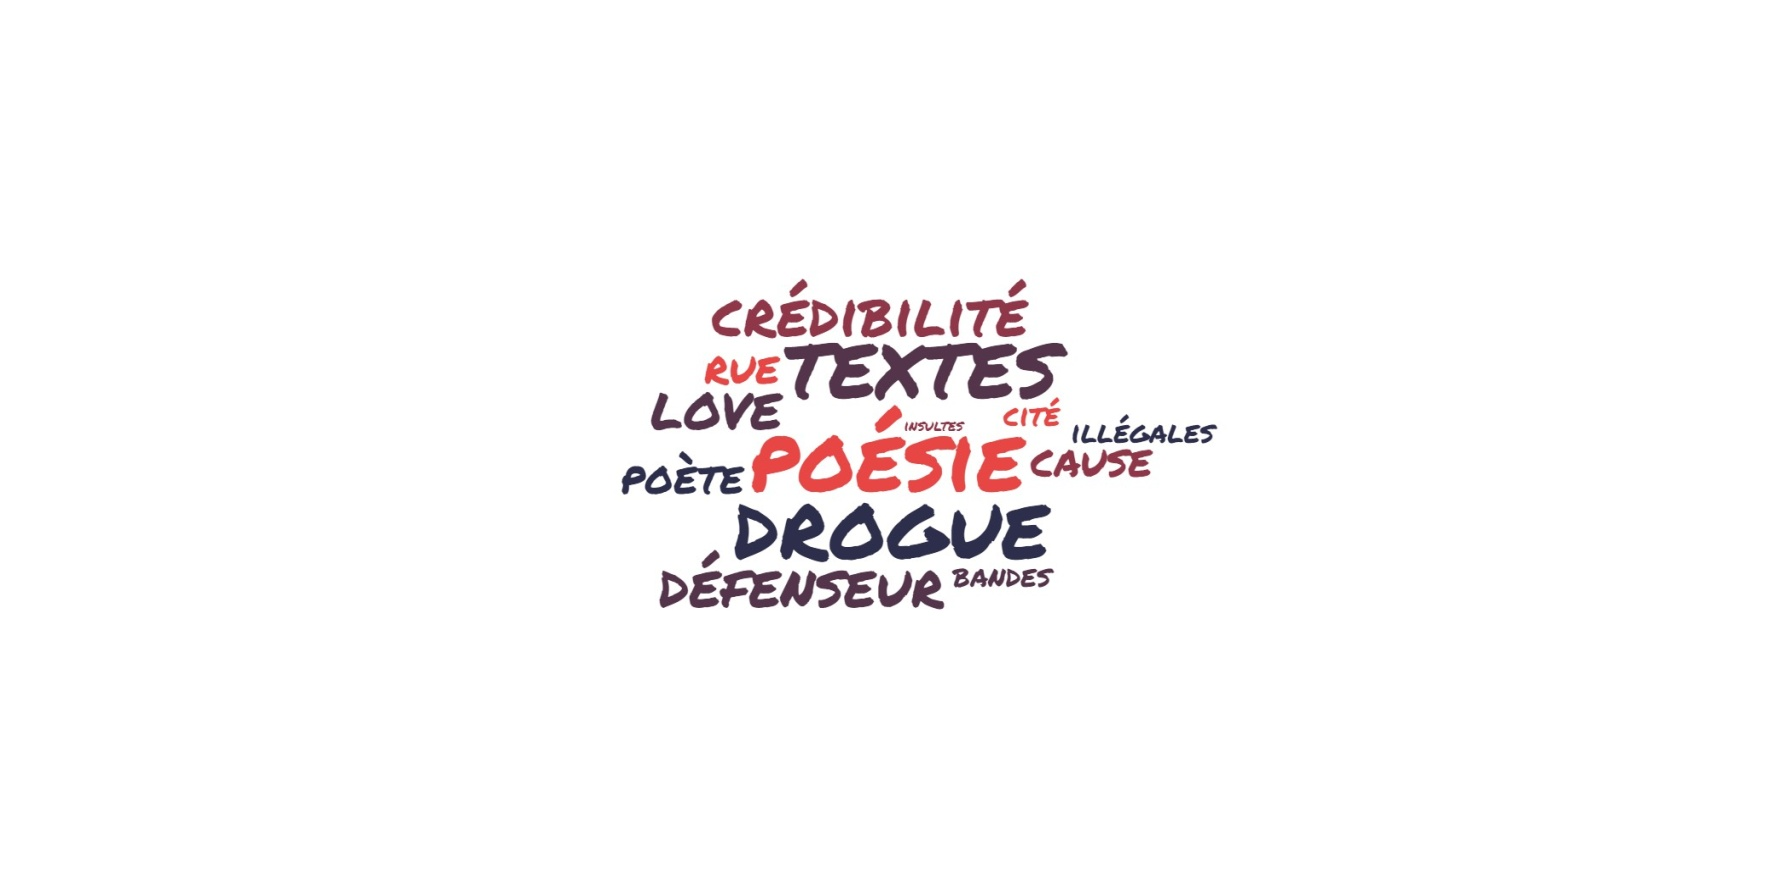 CRÉDIBILITÉ
RUE TEXTES
LOVE
INSULTES CITÉ
ILLÉGALES
POÈTE POÉSIE CAUSE
DROGUE
DÉFENSEUR BANDES